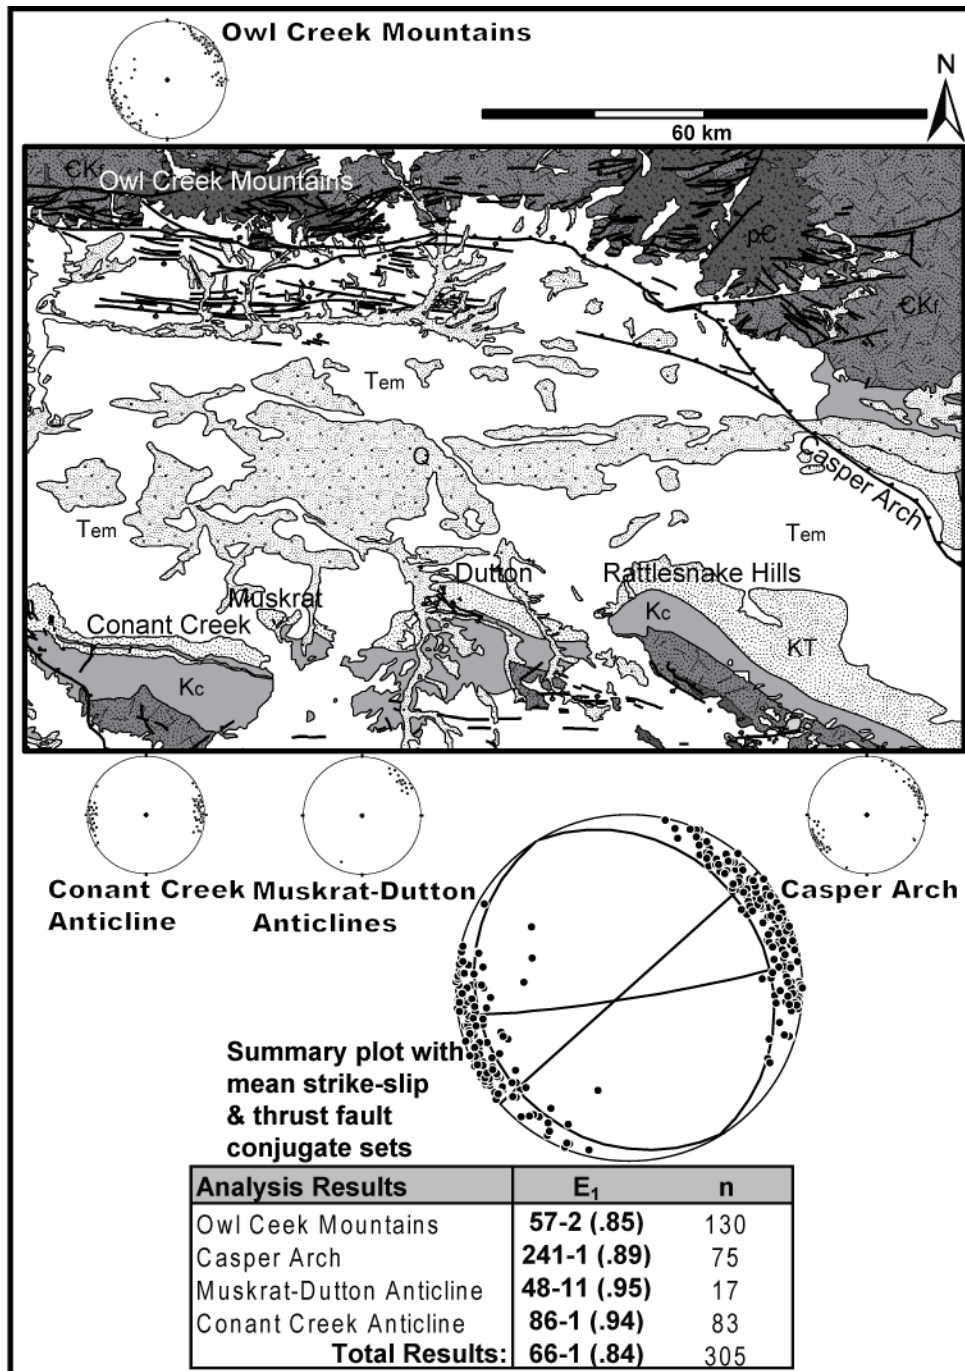 Owl Creek Mountains
N
60 km
ЄKf
Owl Creek Mountains
pЄ
ЄKf
Tem
Q
Casper Arch
Tem
Tem
Dutton
Rattlesnake Hills
Muskrat
Conant Creek
Kc
KT
Kc
Conant Creek
Anticline
Muskrat-Dutton
Anticlines
Casper Arch
Summary plot with
mean strike-slip
& thrust fault
conjugate sets
Analysis Results E₁ n
Owl Ceek Mountains 57-2 (.85) 130
Casper Arch 241-1 (.89) 75
Muskrat-Dutton Anticline 48-11 (.95) 17
Conant Creek Anticline 86-1 (.94) 83
Total Results: 66-1 (.84) 305